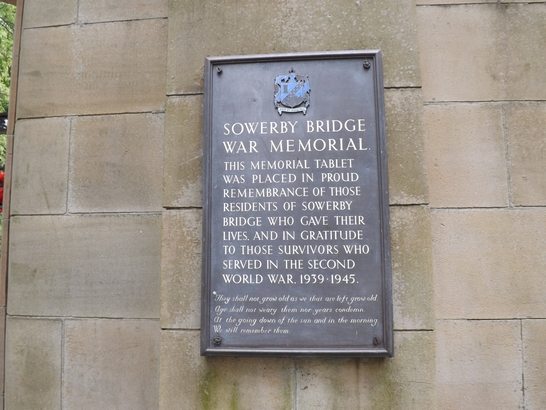 SOWERBY BRIDGE
WAR MEMORIAL.
THIS MEMORIAL TABLET
WAS PLACED IN PROUD
REMEMBRANCE OF THOSE
RESIDENTS OF SOWERBY
BRIDGE WHO GAVE THEIR
LIVES, AND IN GRATITUDE
TO THOSE SURVIVORS WHO
SERVED IN THE SECOND
WORLD WAR, 1939-1945.
They shall not grow old as we that are left grow old
Age shall not weary them nor years condemn.
At the going down of the sun and in the morning
We will remember them.